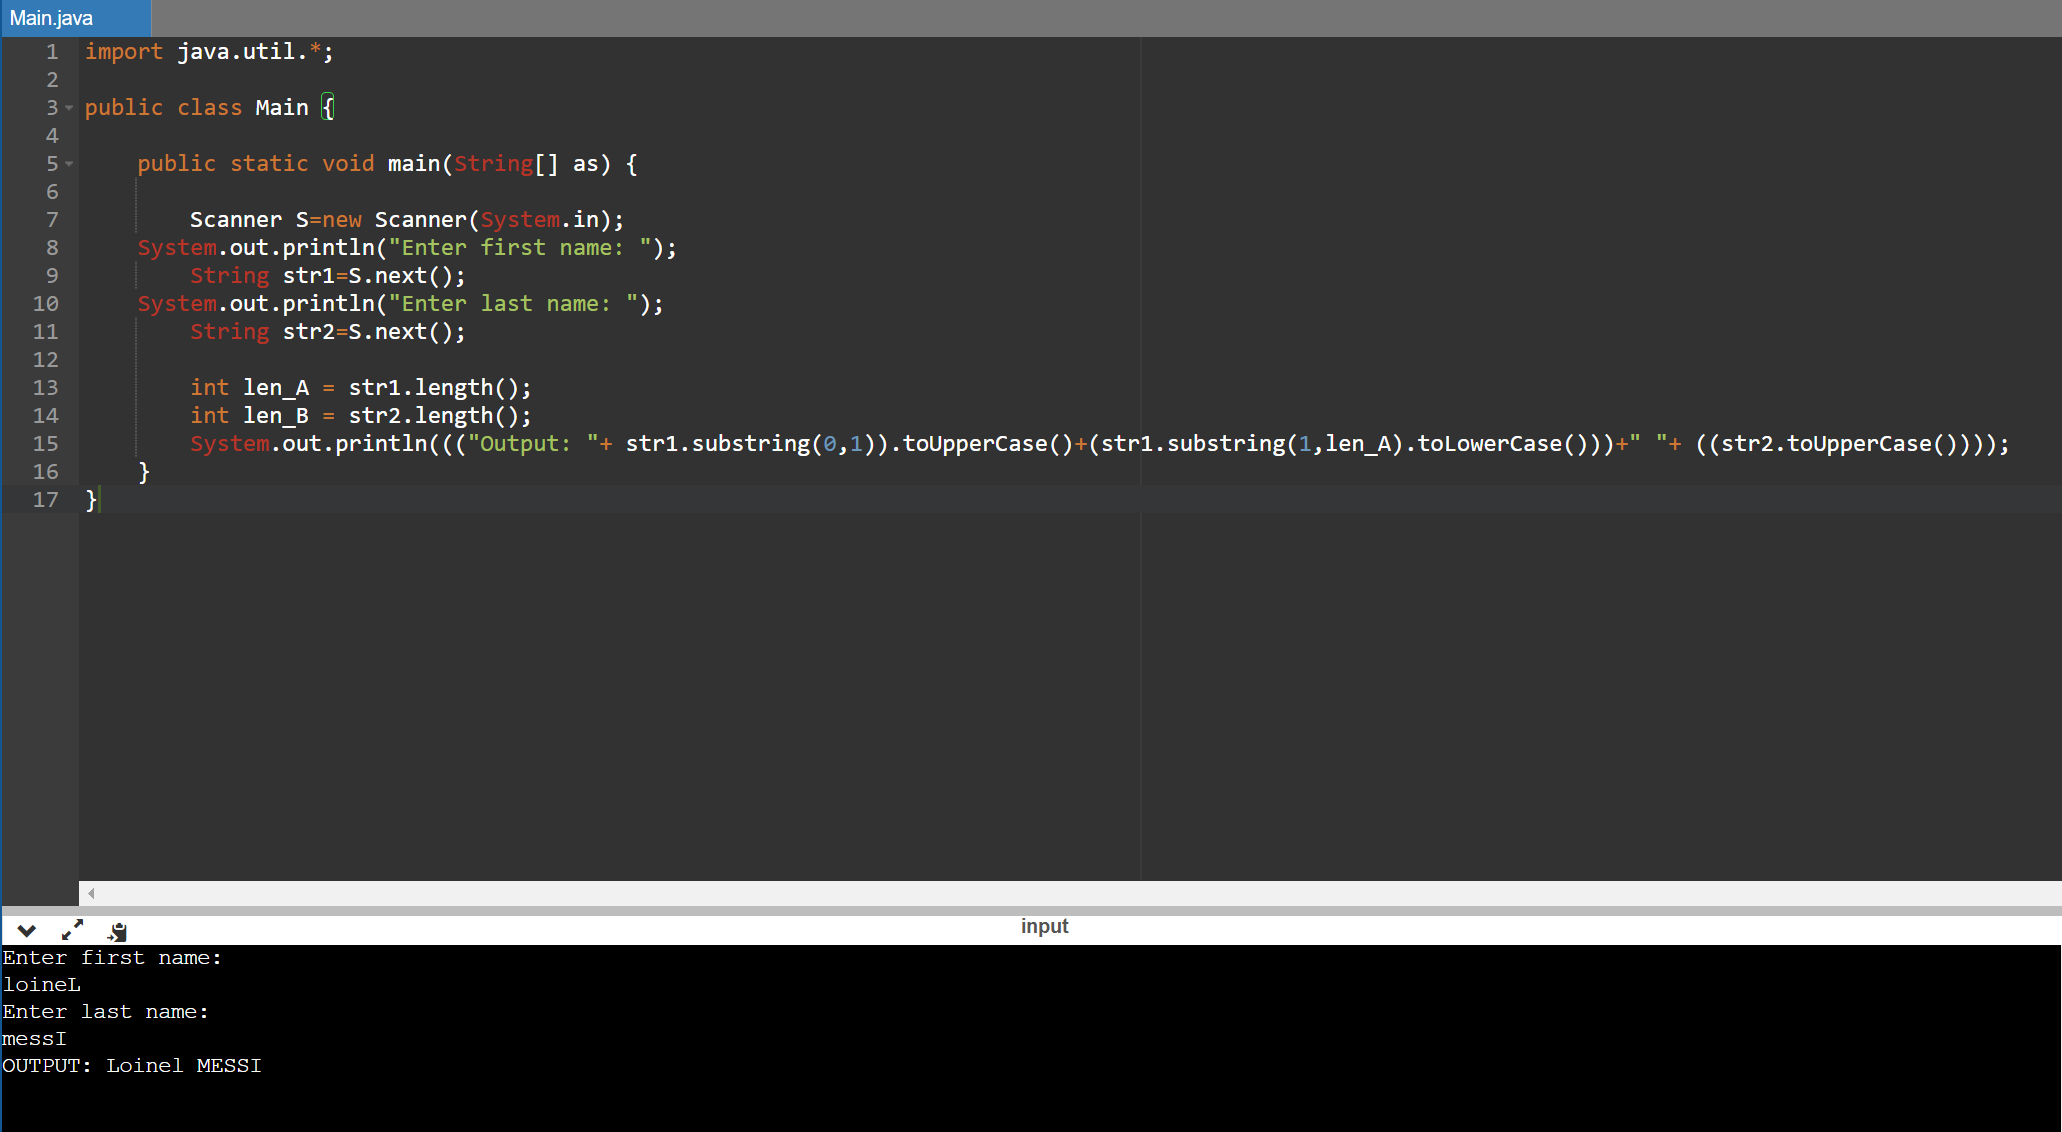 Main.java
1 import java.util.*;
2
3 public class Main {
4
5     public static void main(String[] as) {
6
7         Scanner S=new Scanner(System.in);
8     System.out.println("Enter first name: ");
9         String str1=S.next();
10     System.out.println("Enter last name: ");
11         String str2=S.next();
12
13         int len_A = str1.length();
14         int len_B = str2.length();
15         System.out.println((("Output: "+ str1.substring(0,1)).toUpperCase()+(str1.substring(1,len_A).toLowerCase()))+" "+ ((str2.toUpperCase())));
16     }
17 }
input
Enter first name:
loineL
Enter last name:
messI
OUTPUT: Loinel MESSI